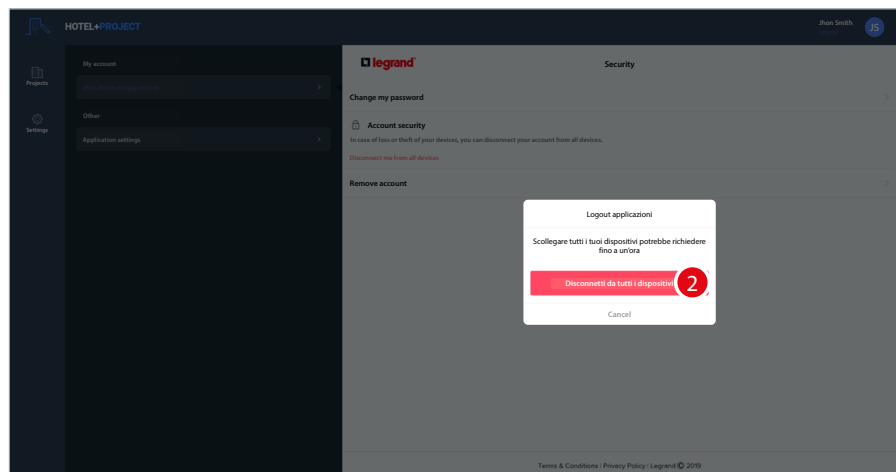 HOTEL+PROJECT
Jhon Smith
JS
Projects
Settings
My account
Other
Application settings
legrand
Security
Change my password
Account security
In case of loss or theft of your devices, you can disconnect your account from all devices.
Disconnect me from all devices
Remove account
Logout applicazioni
Scollegare tutti i tuoi dispositivi potrebbe richiedere
fino a un'ora
Disconnetti da tutti i dispositivi
2
Cancel
Terms & Conditions | Privacy Policy | Legrand © 2019